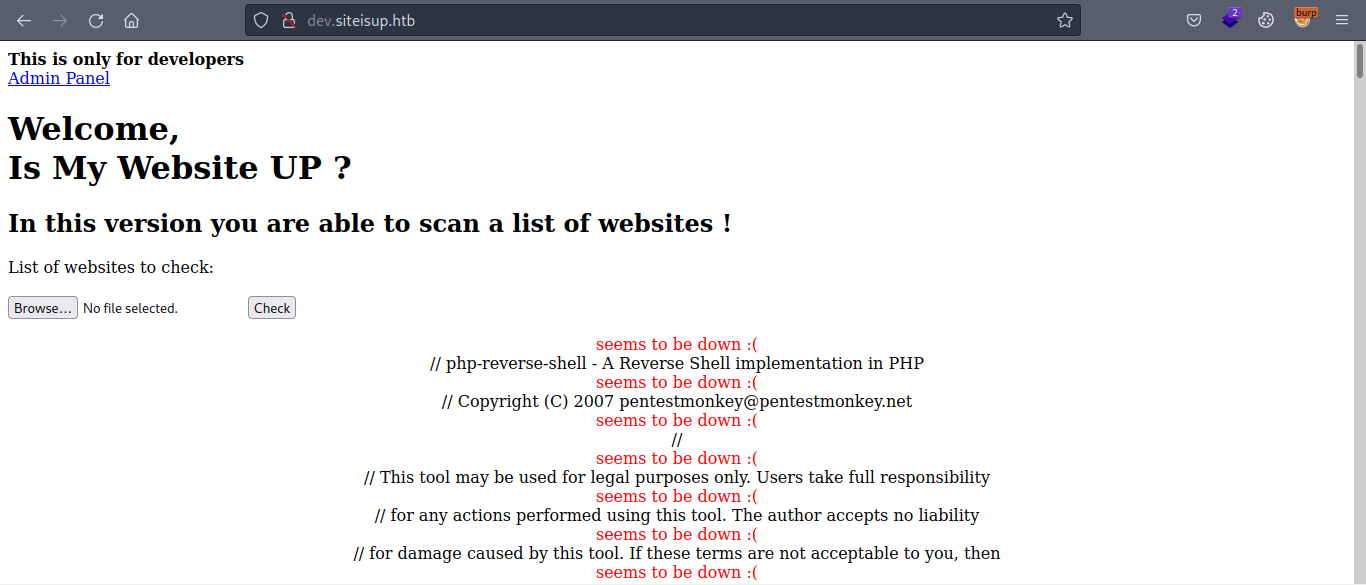 dev.siteisup.htb
2
burp
This is only for developers
Admin Panel
Welcome,
Is My Website UP ?
In this version you are able to scan a list of websites !
List of websites to check:
Browse... No file selected. Check
seems to be down :(
// php-reverse-shell - A Reverse Shell implementation in PHP
seems to be down :(
// Copyright (C) 2007 pentestmonkey@pentestmonkey.net
seems to be down :(
//
seems to be down :(
// This tool may be used for legal purposes only. Users take full responsibility
seems to be down :(
// for any actions performed using this tool. The author accepts no liability
seems to be down :(
// for damage caused by this tool. If these terms are not acceptable to you, then
seems to be down :(